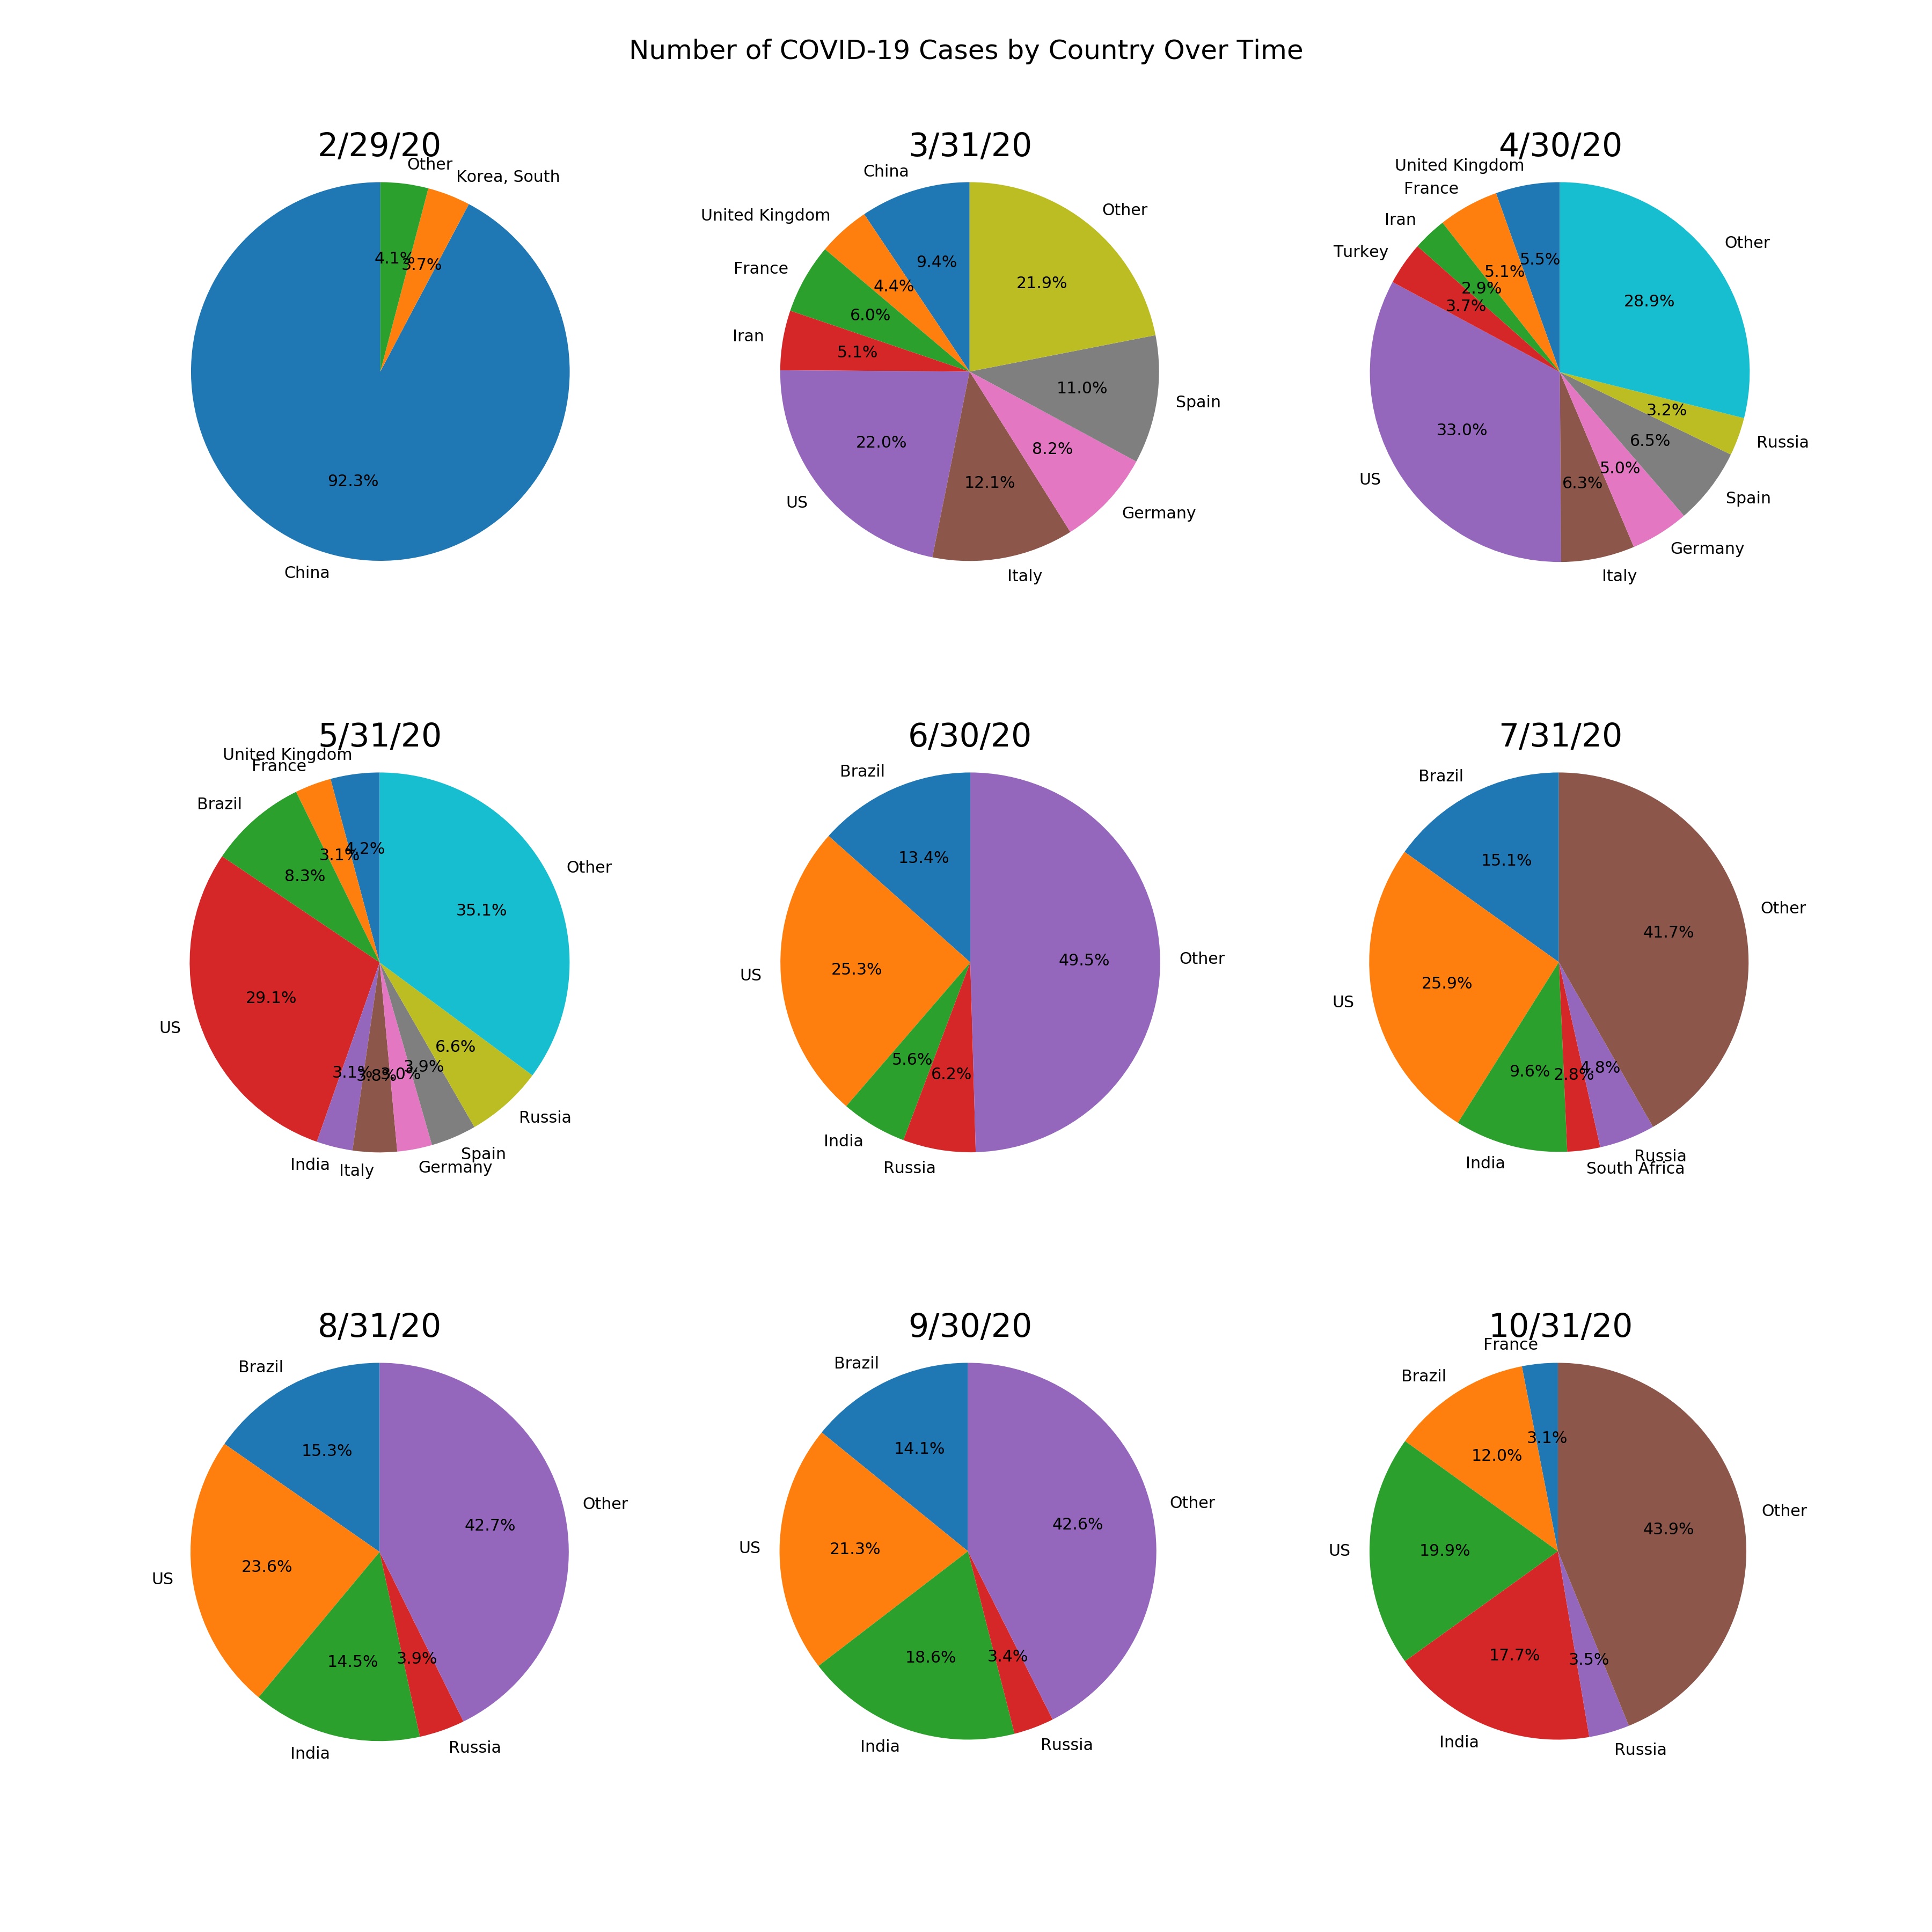 Number of COVID-19 Cases by Country Over Time
2/29/20
Other
Korea, South
4.1%
3.7%
92.3%
China
3/31/20
China
United Kingdom
Other
France
9.4%
21.9%
4.4%
6.0%
Iran
5.1%
11.0%
Spain
22.0%
8.2%
12.1%
US
Germany
Italy
4/30/20
United Kingdom
France
Iran
Turkey
Other
5.5%
5.1%
2.9%
3.7%
28.9%
3.2%
33.0%
6.5%
Russia
5.0%
6.3%
US
Spain
Germany
Italy
5/31/20
United Kingdom
France
Brazil
4.2%
3.1%
8.3%
Other
35.1%
29.1%
US
6.6%
3.9%
3.1%
3.8%
3.0%
Russia
Spain
India
Italy
Germany
6/30/20
Brazil
13.4%
US
25.3%
49.5%
Other
5.6%
6.2%
India
Russia
7/31/20
Brazil
15.1%
Other
41.7%
25.9%
US
9.6%
2.8%
4.8%
India
Russia
South Africa
8/31/20
Brazil
15.3%
Other
42.7%
23.6%
US
14.5%
3.9%
India
Russia
9/30/20
Brazil
14.1%
Other
42.6%
US
21.3%
18.6%
3.4%
India
Russia
10/31/20
France
Brazil
3.1%
12.0%
Other
43.9%
US
19.9%
17.7%
3.5%
India
Russia